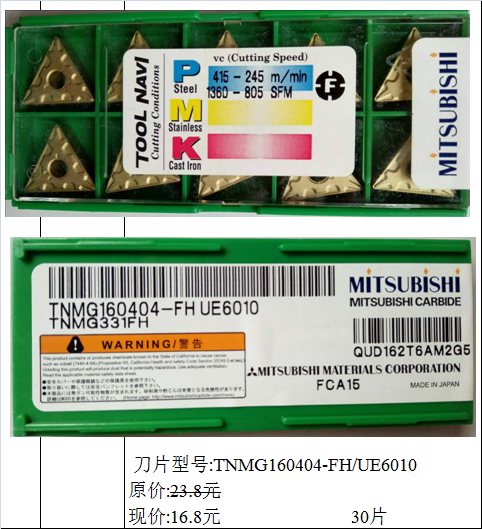 TOOL NAVI
Cutting Conditions
vc (Cutting Speed)
P
Steel
415 - 245 m/min
1360 - 805 SFM
M
Stainless
K
Cast Iron
MITSUBISHI
TNMG160404-FH UE6010
TNMG331FH
WARNING/警告
MITSUBISHI
MITSUBISHI CARBIDE
QUD162T6AM2G5
MITSUBISHI MATERIALS CORPORATION
FCA15
MADE IN JAPAN
刀片型号:TNMG160404-FH/UE6010
原价:23.8元
现价:16.8元
30片